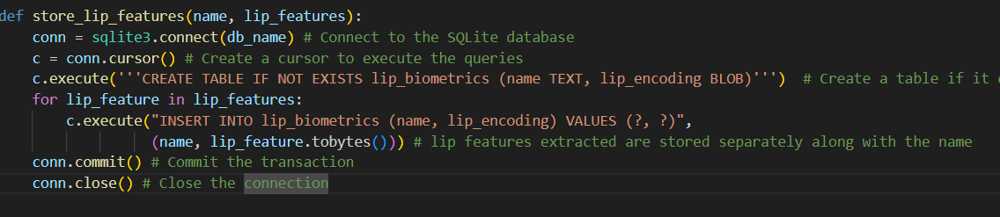 def store_lip_features(name, lip_features):
conn = sqlite3.connect(db_name) # Connect to the SQLite database
c = conn.cursor() # Create a cursor to execute the queries
c.execute('''CREATE TABLE IF NOT EXISTS lip_biometrics (name TEXT, lip_encoding BLOB)''') # Create a table if it
for lip_feature in lip_features:
c.execute("INSERT INTO lip_biometrics (name, lip_encoding) VALUES (?, ?)",
(name, lip_feature.tobytes())) # lip features extracted are stored separately along with the name
conn.commit() # Commit the transaction
conn.close() # Close the connection